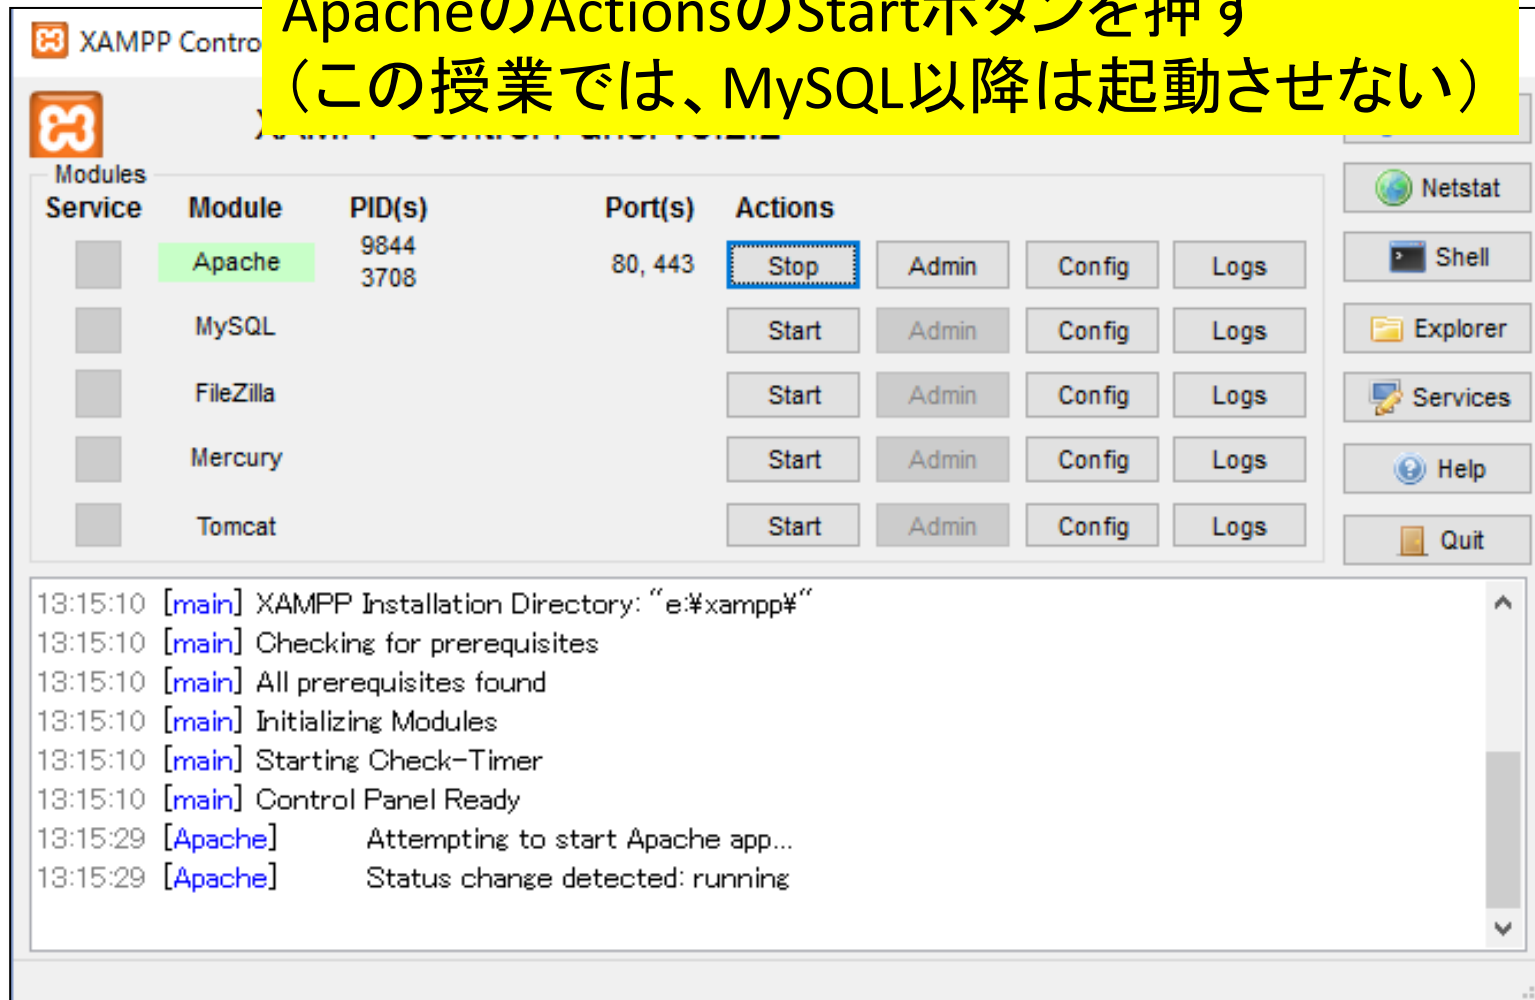 ApacheのActionsのStartボタンを押す
（この授業では、MySQL以降は起動させない）
XAMPP Contro
Modules
Service Module PID(s) Port(s) Actions
Netstat
Apache 9844 80, 443 Stop Admin Config Logs
3708
Shell
MySQL Start Admin Config Logs
Explorer
FileZilla Start Admin Config Logs
Services
Mercury Start Admin Config Logs
Help
Tomcat Start Admin Config Logs
Quit
13:15:10 [main] XAMPP Installation Directory: "e:¥xampp¥"
13:15:10 [main] Checking for prerequisites
13:15:10 [main] All prerequisites found
13:15:10 [main] Initializing Modules
13:15:10 [main] Starting Check-Timer
13:15:10 [main] Control Panel Ready
13:15:29 [Apache] Attempting to start Apache app...
13:15:29 [Apache] Status change detected: running